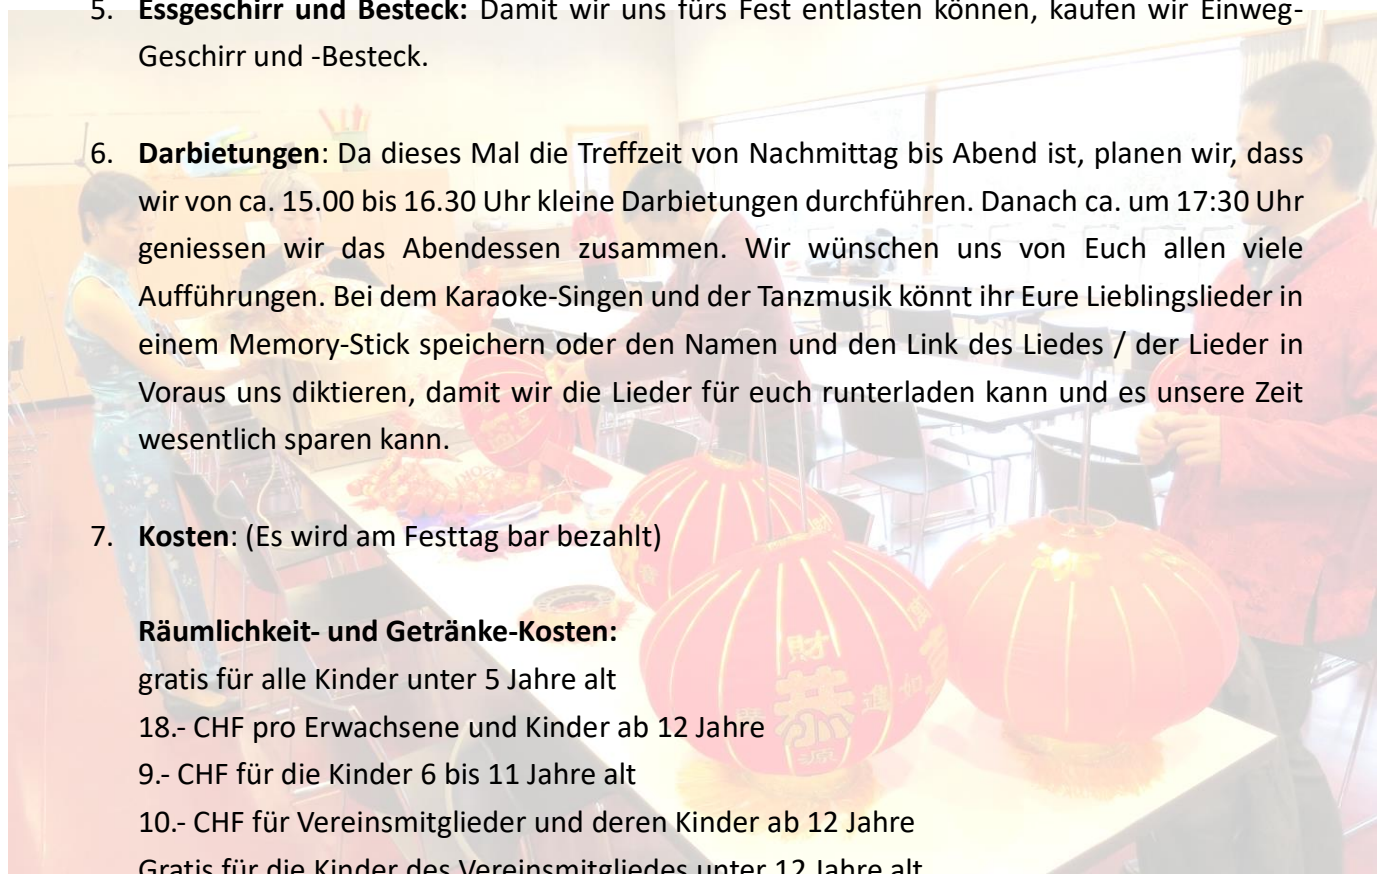 5. Essgeschirr und Besteck: Damit wir uns fürs Fest entlasten können, kaufen wir Einweg-
Geschirr und -Besteck.
6. Darbietungen: Da dieses Mal die Treffzeit von Nachmittag bis Abend ist, planen wir, dass
wir von ca. 15.00 bis 16.30 Uhr kleine Darbietungen durchführen. Danach ca. um 17:30 Uhr
geniessen wir das Abendessen zusammen. Wir wünschen uns von Euch allen viele
Aufführungen. Bei dem Karaoke-Singen und der Tanzmusik könnt ihr Eure Lieblingslieder in
einem Memory-Stick speichern oder den Namen und den Link des Liedes / der Lieder in
Voraus uns diktieren, damit wir die Lieder für euch runterladen kann und es unsere Zeit
wesentlich sparen kann.
7. Kosten: (Es wird am Festtag bar bezahlt)
Räumlichkeit- und Getränke-Kosten:
gratis für alle Kinder unter 5 Jahre alt
18.- CHF pro Erwachsene und Kinder ab 12 Jahre
9.- CHF für die Kinder 6 bis 11 Jahre alt
10.- CHF für Vereinsmitglieder und deren Kinder ab 12 Jahre
Gratis für die Kinder des Vereinsmitgliedes unter 12 Jahre alt
財
恭
進
如
源